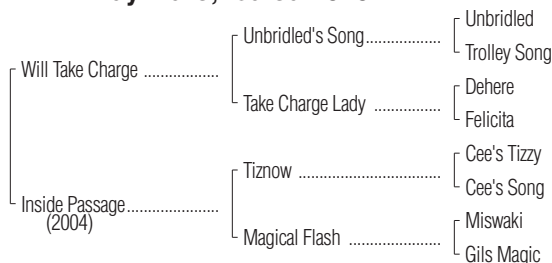 Unbridled
Unbridled's Song
Trolley Song
Will Take Charge
Dehere
Take Charge Lady
Felicita
Cee's Tizzy
Tiznow
Cee's Song
Inside Passage
(2004)
Miswaki
Magical Flash
Gils Magic